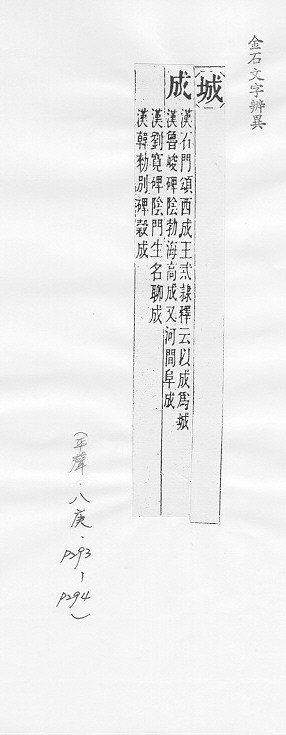 金石文字辨異
城
成
漢石門頌西成王弍隸釋云以成爲城
漢魯峻碑陰勃海高成又河間阜成
漢劉寬碑陰門生名聊成
漢韓勑別碑穀成
（平聲．八庚．P293－P294）